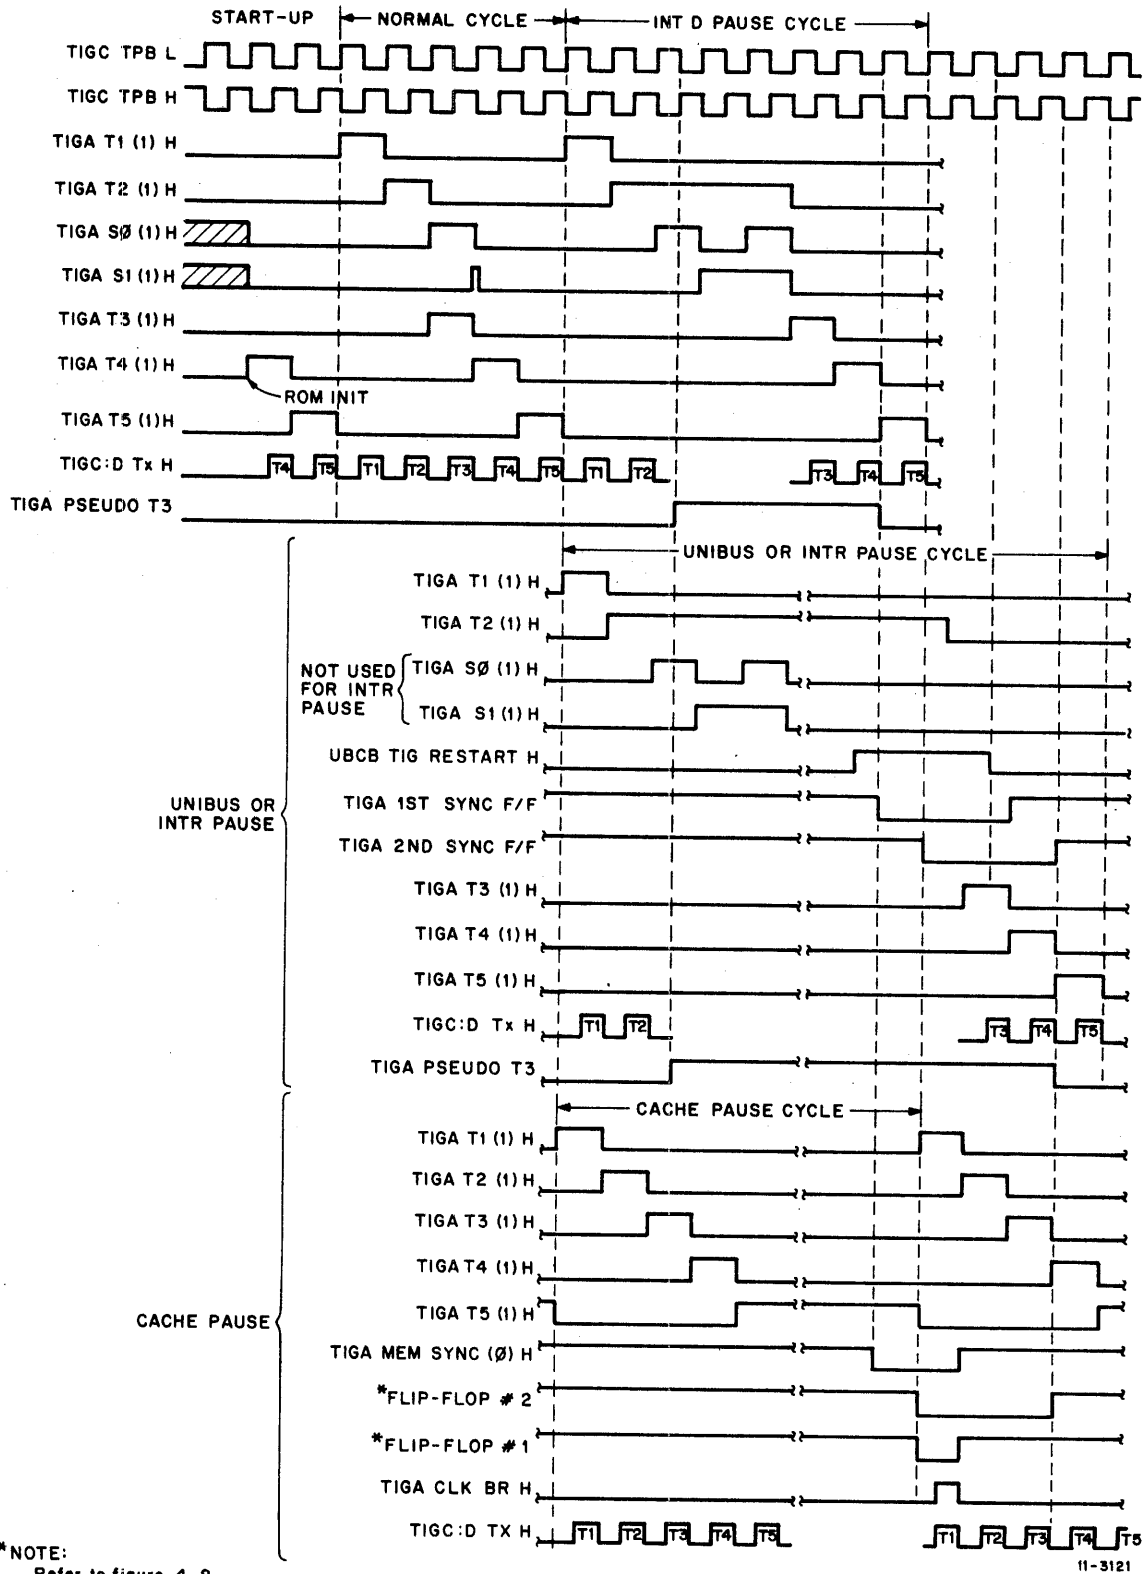 START-UP NORMAL CYCLE INT D PAUSE CYCLE
TIGC TPB L
TIGC TPB H
TIGA T1 (1) H
TIGA T2 (1) H
TIGA SØ (1) H
TIGA S1 (1) H
TIGA T3 (1) H
TIGA T4 (1) H
ROM INIT
TIGA T5 (1) H
TIGC:D Tx H T4 T5 T1 T2 T3 T4 T5 T1 T2 T3 T4 T5
TIGA PSEUDO T3
UNIBUS OR INTR PAUSE CYCLE
TIGA T1 (1) H
TIGA T2 (1) H
NOT USED
FOR INTR
PAUSE
TIGA SØ (1) H
TIGA S1 (1) H
UBCB TIG RESTART H
UNIBUS OR
INTR PAUSE
TIGA 1ST SYNC F/F
TIGA 2ND SYNC F/F
TIGA T3 (1) H
TIGA T4 (1) H
TIGA T5 (1) H
TIGC:D Tx H T1 T2 T3 T4 T5
TIGA PSEUDO T3
CACHE PAUSE CYCLE
TIGA T1 (1) H
TIGA T2 (1) H
TIGA T3 (1) H
TIGA T4 (1) H
CACHE PAUSE
TIGA T5 (1) H
TIGA MEM SYNC (Ø) H
*FLIP-FLOP # 2
*FLIP-FLOP # 1
TIGA CLK BR H
TIGC:D TX H T1 T2 T3 T4 T5 T1 T2 T3 T4 T5
*NOTE:
Refer to figure 4-
11-3121